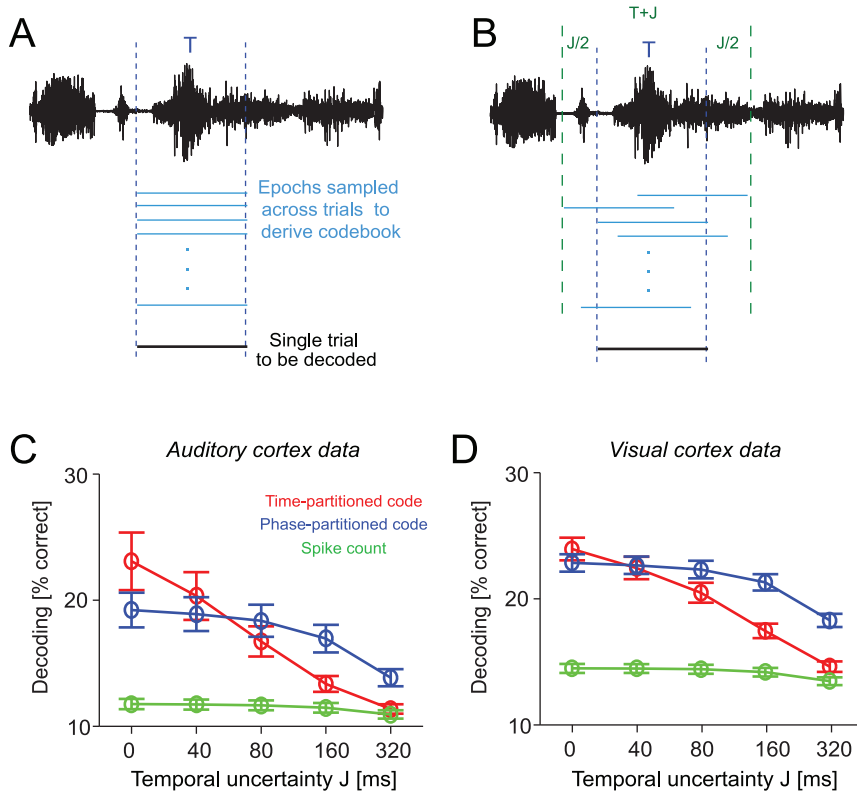 A
T
Epochs sampled
across trials to
derive codebook
Single trial
to be decoded
B
T+J
J/2
T
J/2
C
Auditory cortex data
Decoding [% correct]
30
20
10
Time-partitioned code
Phase-partitioned code
Spike count
0 40 80 160 320
Temporal uncertainty J [ms]
D
Visual cortex data
Decoding [% correct]
30
20
10
0 40 80 160 320
Temporal uncertainty J [ms]